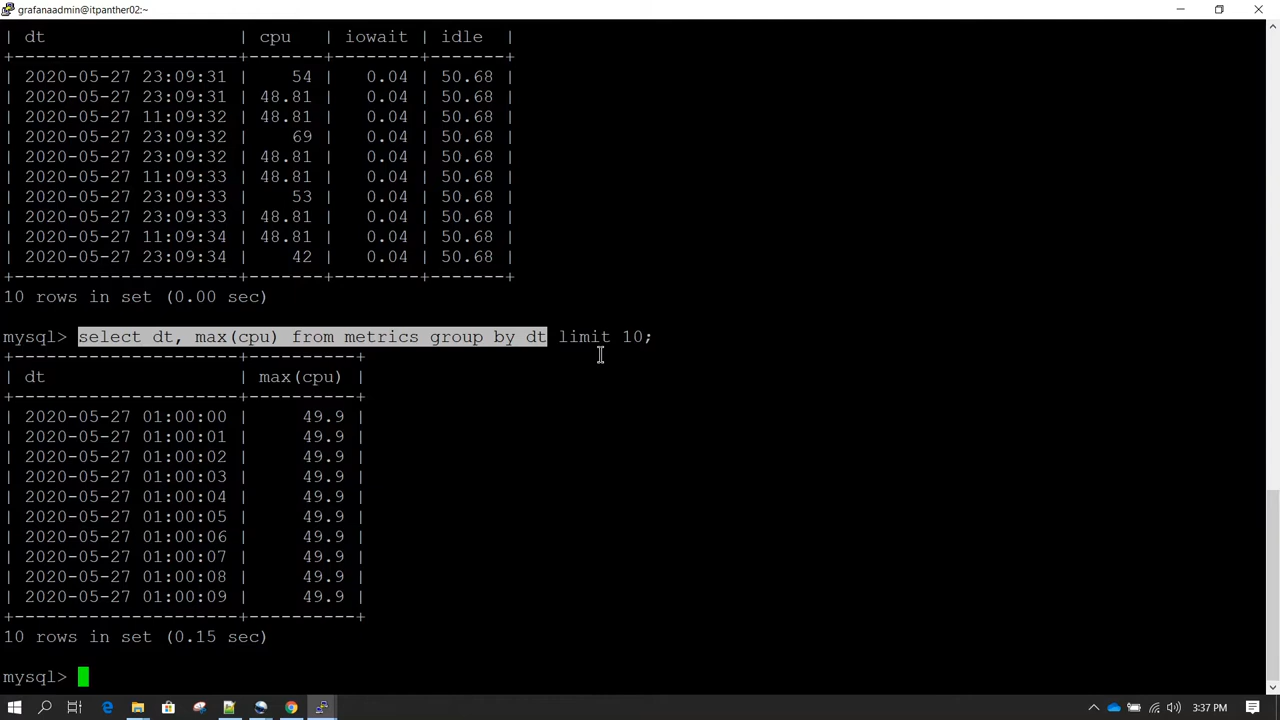 grafanaadmin@itpanther02:~
| dt                  | cpu   | iowait | idle  |
+---------------------+-------+--------+-------+
| 2020-05-27 23:09:31 |    54 |   0.04 | 50.68 |
| 2020-05-27 23:09:31 | 48.81 |   0.04 | 50.68 |
| 2020-05-27 11:09:32 | 48.81 |   0.04 | 50.68 |
| 2020-05-27 23:09:32 |    69 |   0.04 | 50.68 |
| 2020-05-27 23:09:32 | 48.81 |   0.04 | 50.68 |
| 2020-05-27 11:09:33 | 48.81 |   0.04 | 50.68 |
| 2020-05-27 23:09:33 |    53 |   0.04 | 50.68 |
| 2020-05-27 23:09:33 | 48.81 |   0.04 | 50.68 |
| 2020-05-27 11:09:34 | 48.81 |   0.04 | 50.68 |
| 2020-05-27 23:09:34 |    42 |   0.04 | 50.68 |
+---------------------+-------+--------+-------+
10 rows in set (0.00 sec)
mysql> select dt, max(cpu) from metrics group by dt limit 10;
+---------------------+----------+
| dt                  | max(cpu) |
+---------------------+----------+
| 2020-05-27 01:00:00 |     49.9 |
| 2020-05-27 01:00:01 |     49.9 |
| 2020-05-27 01:00:02 |     49.9 |
| 2020-05-27 01:00:03 |     49.9 |
| 2020-05-27 01:00:04 |     49.9 |
| 2020-05-27 01:00:05 |     49.9 |
| 2020-05-27 01:00:06 |     49.9 |
| 2020-05-27 01:00:07 |     49.9 |
| 2020-05-27 01:00:08 |     49.9 |
| 2020-05-27 01:00:09 |     49.9 |
+---------------------+----------+
10 rows in set (0.15 sec)
mysql>
3:37 PM